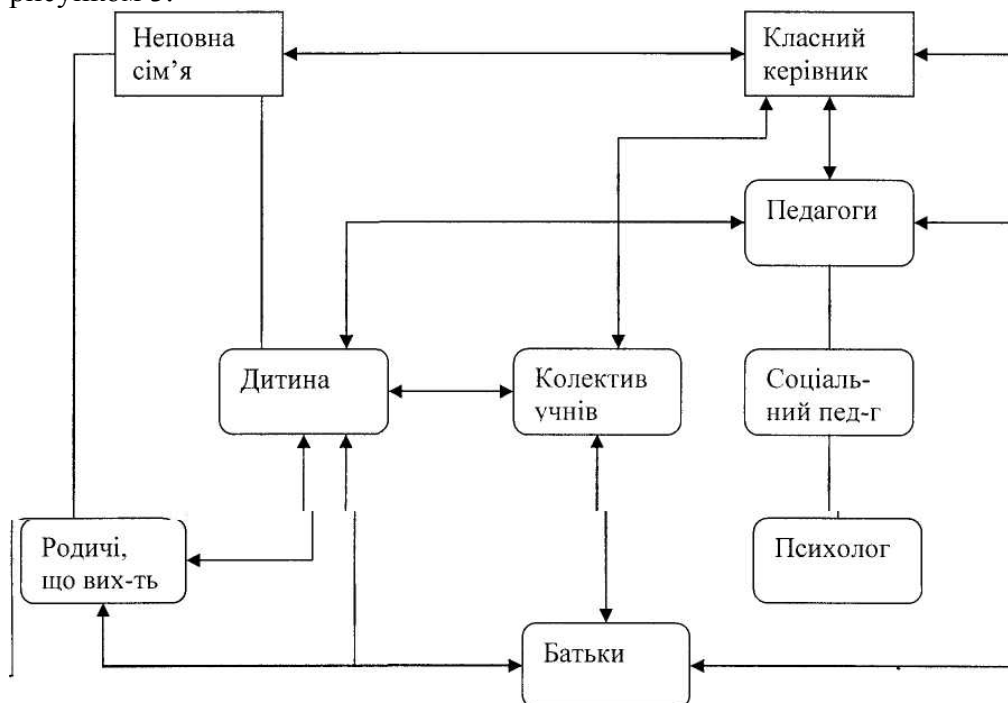 рисунком 3.
Неповна
сім’я
Класний
керівник
Педагоги
Дитина
Колектив
учнів
Соціаль-
ний пед-г
Родичі,
що вих-ть
Психолог
Батьки